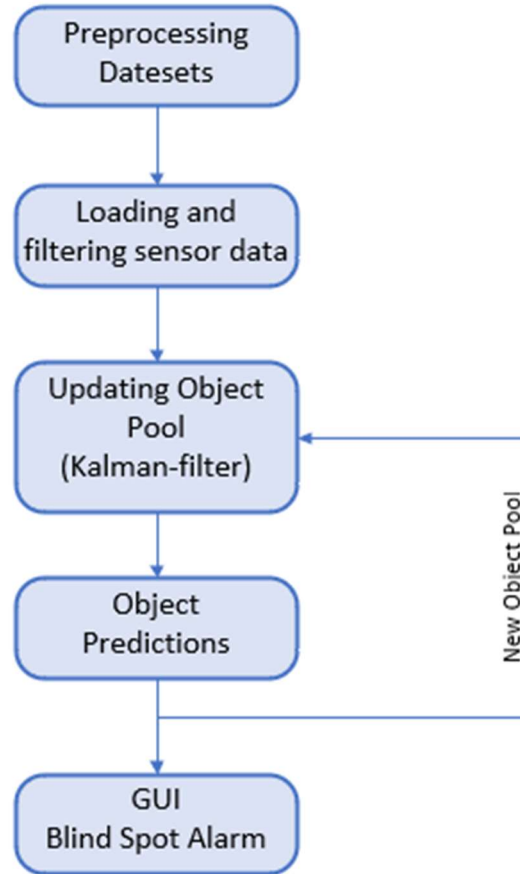 Preprocessing
Datesets
Loading and
filtering sensor data
Updating Object
Pool
(Kalman-filter)
New Object Pool
Object
Predictions
GUI
Blind Spot Alarm